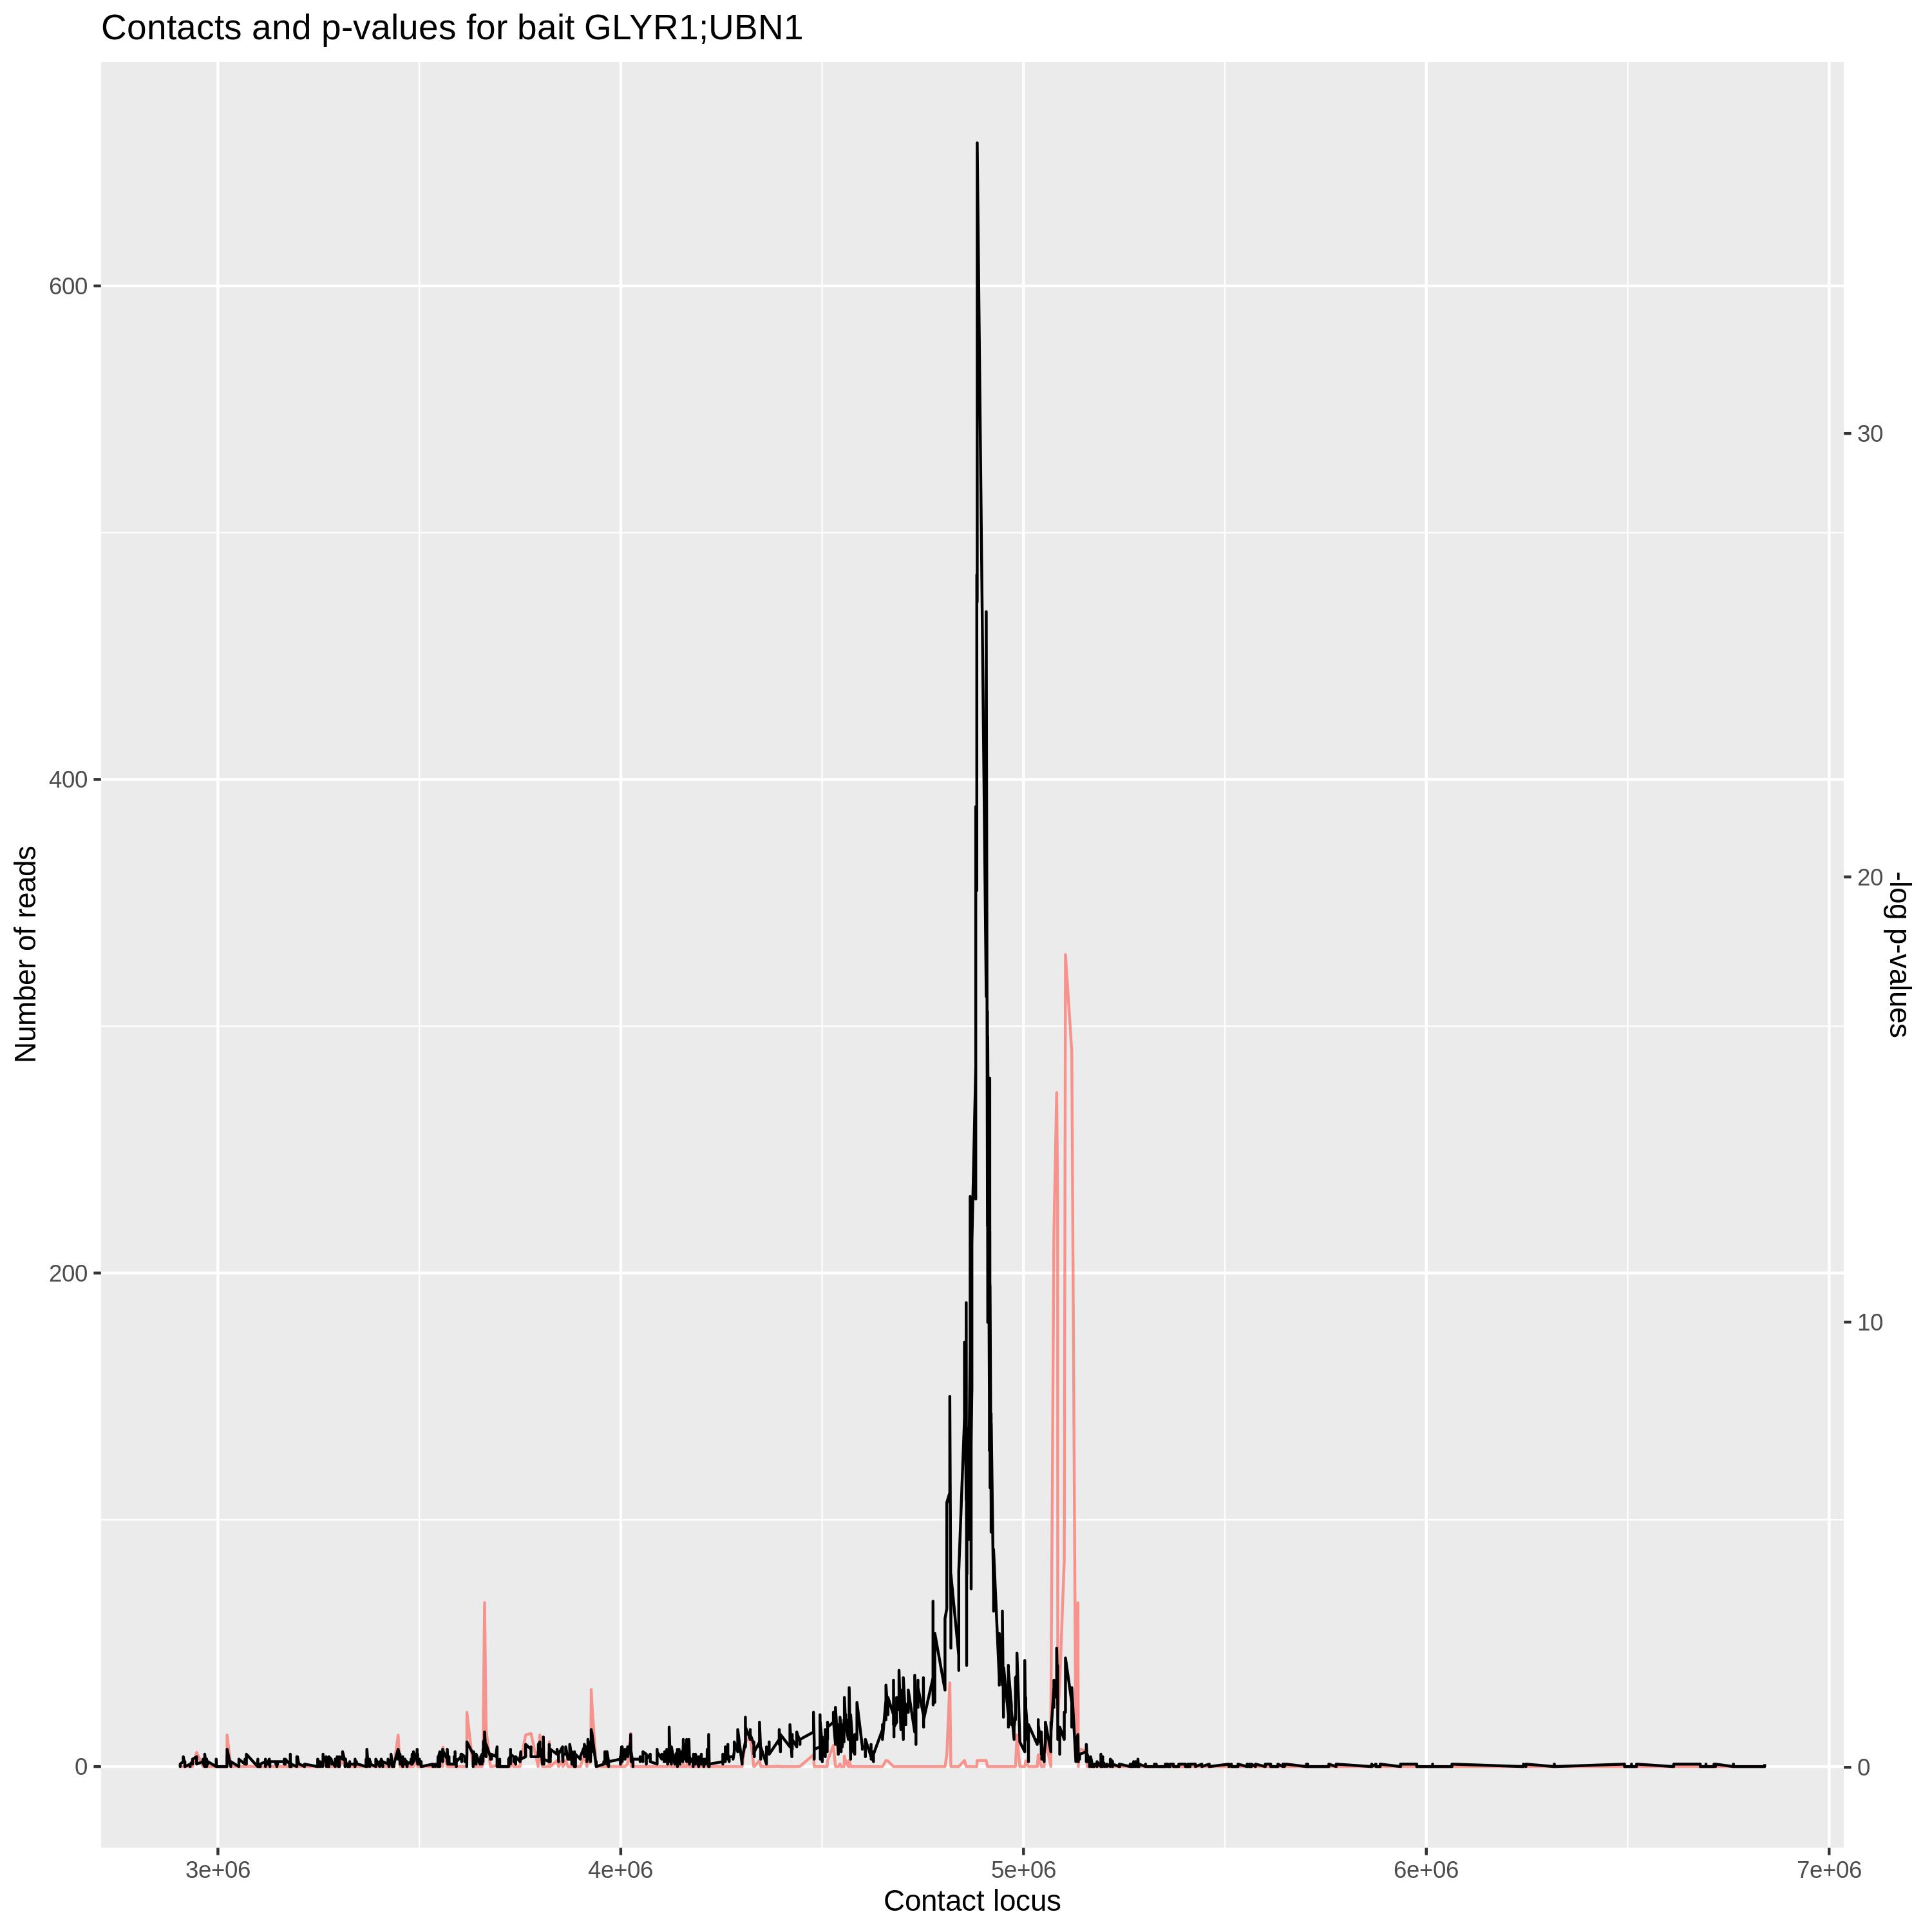 Contacts and p-values for bait GLYR1;UBN1
600
400
200
0
Number of reads
30
20
10
0
-log p-values
3e+06 4e+06 5e+06 6e+06 7e+06
Contact locus